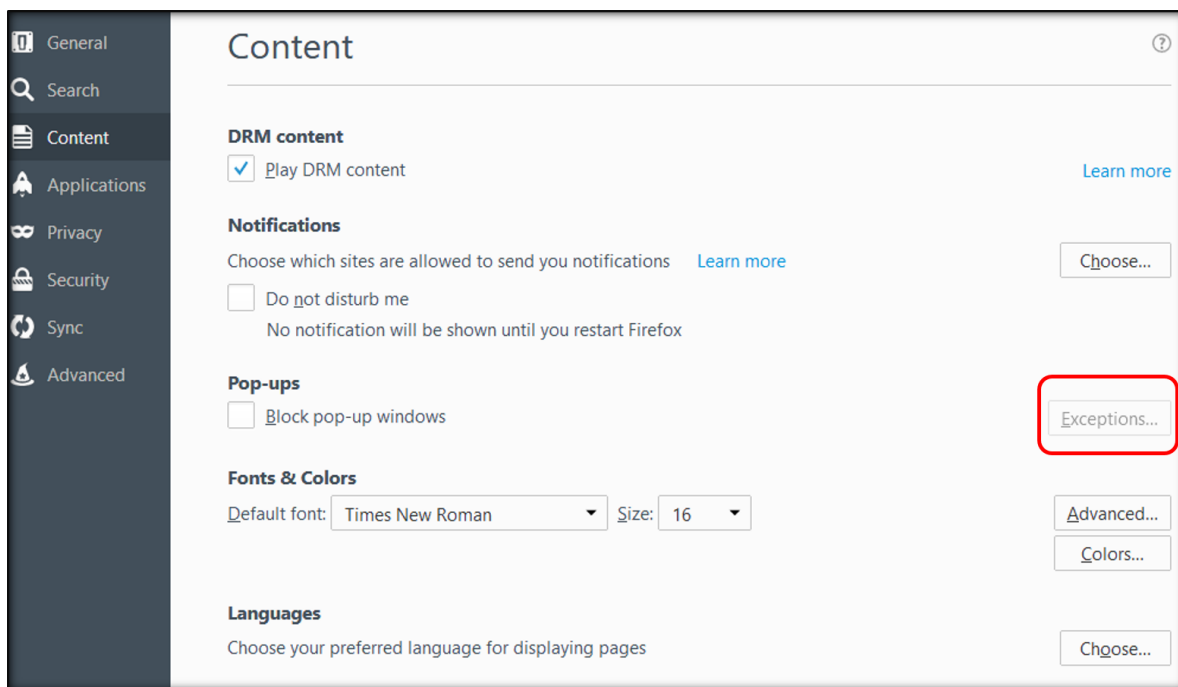 General
Search
Content
Applications
Privacy
Security
Sync
Advanced
Content
?
DRM content
Play DRM content
Learn more
Notifications
Choose which sites are allowed to send you notifications Learn more
Choose...
Do not disturb me
No notification will be shown until you restart Firefox
Pop-ups
Block pop-up windows
Exceptions...
Fonts & Colors
Default font: Times New Roman Size: 16
Advanced...
Colors...
Languages
Choose your preferred language for displaying pages
Choose...